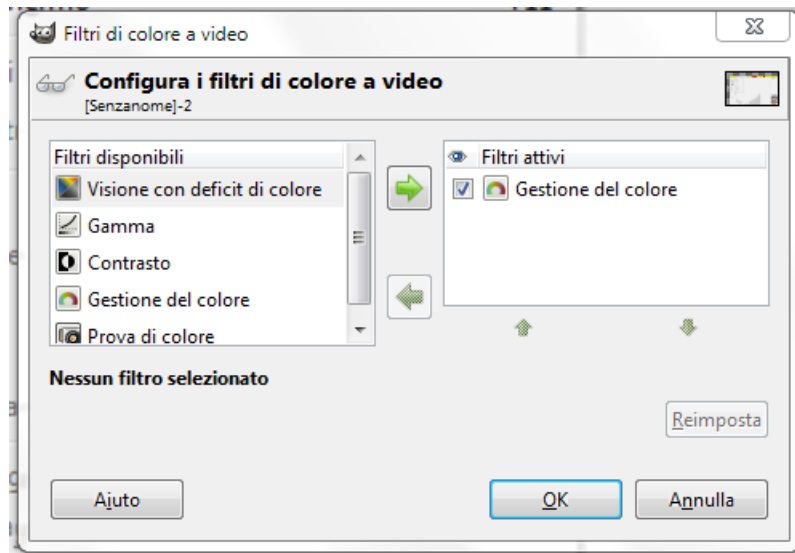 Filtri di colore a video
Configura i filtri di colore a video
[Senzanome]-2
Filtri disponibili
Visione con deficit di colore
Gamma
Contrasto
Gestione del colore
Prova di colore
Filtri attivi
Gestione del colore
Nessun filtro selezionato
Reimposta
Aiuto
OK
Annulla